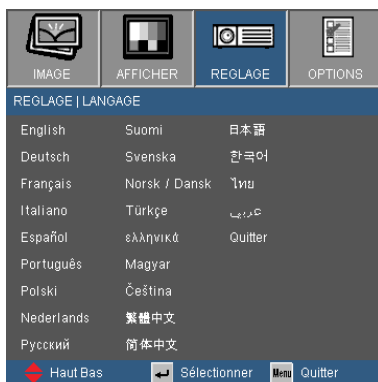 IMAGE AFFICHER REGLAGE OPTIONS
REGLAGE | LANGAGE
English Suomi 日本語
Deutsch Svenska 한국어
Français Norsk / Dansk ไทย
Italiano Türkçe عربي
Español ελληνικά Quitter
Português Magyar
Polski Čeština
Nederlands 繁體中文
Русский 简体中文
Haut Bas Sélectionner Menu Quitter